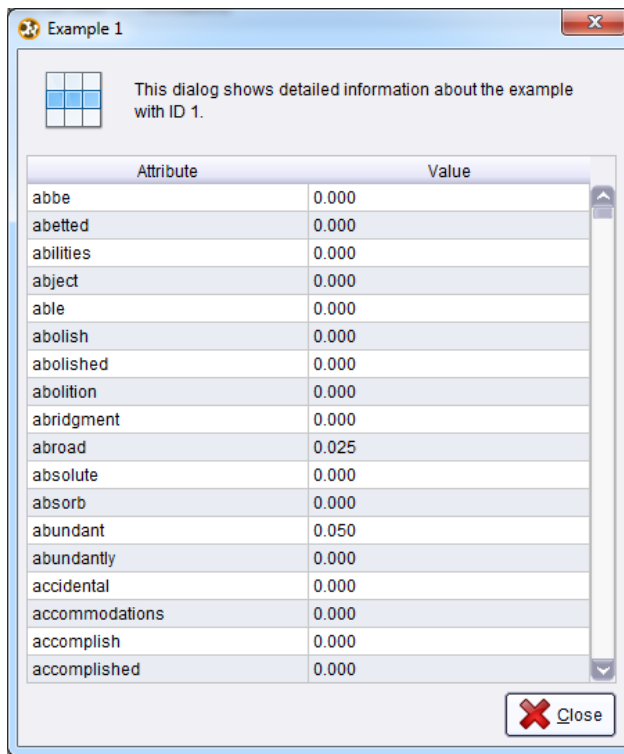 Example 1
This dialog shows detailed information about the example
with ID 1.
Attribute Value
abbe 0.000
abetted 0.000
abilities 0.000
abject 0.000
able 0.000
abolish 0.000
abolished 0.000
abolition 0.000
abridgment 0.000
abroad 0.025
absolute 0.000
absorb 0.000
abundant 0.050
abundantly 0.000
accidental 0.000
accommodations 0.000
accomplish 0.000
accomplished 0.000
Close